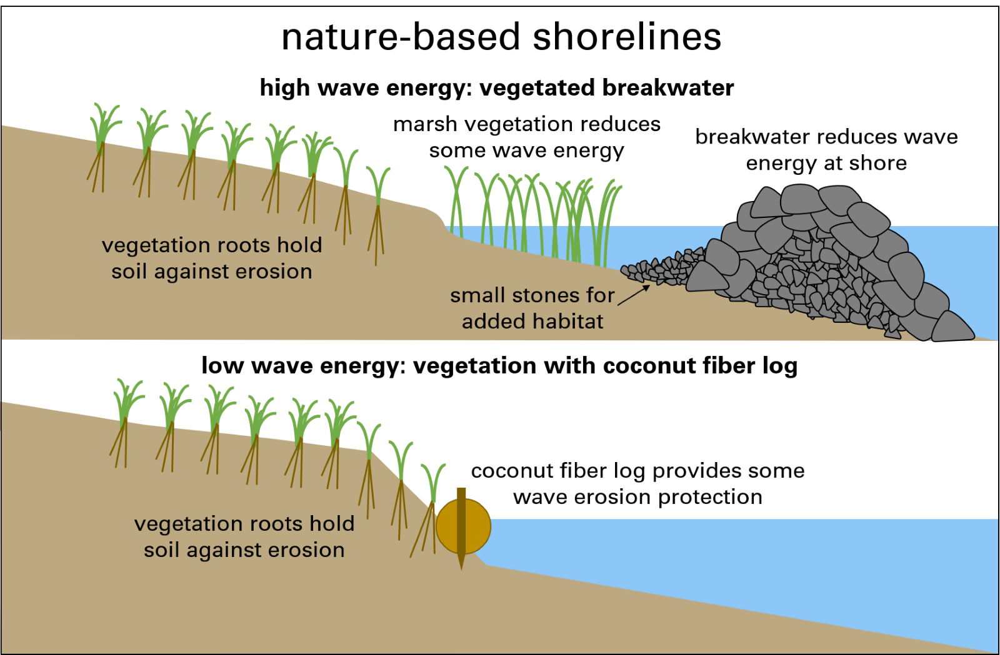 nature-based shorelines
high wave energy: vegetated breakwater
marsh vegetation reduces
some wave energy
breakwater reduces wave
energy at shore
vegetation roots hold
soil against erosion
small stones for
added habitat
low wave energy: vegetation with coconut fiber log
coconut fiber log provides some
wave erosion protection
vegetation roots hold
soil against erosion